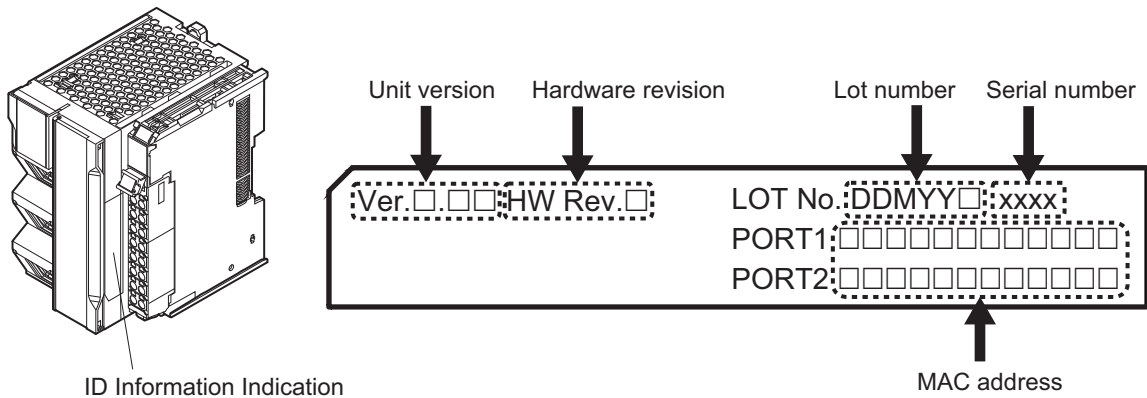 Unit version
Hardware revision
Lot number
Serial number
Ver.□.□□ HW Rev.□
LOT No. DDMYY□ xxxx
PORT1 □□□□□□□□□□□□
PORT2 □□□□□□□□□□□□
ID Information Indication
MAC address